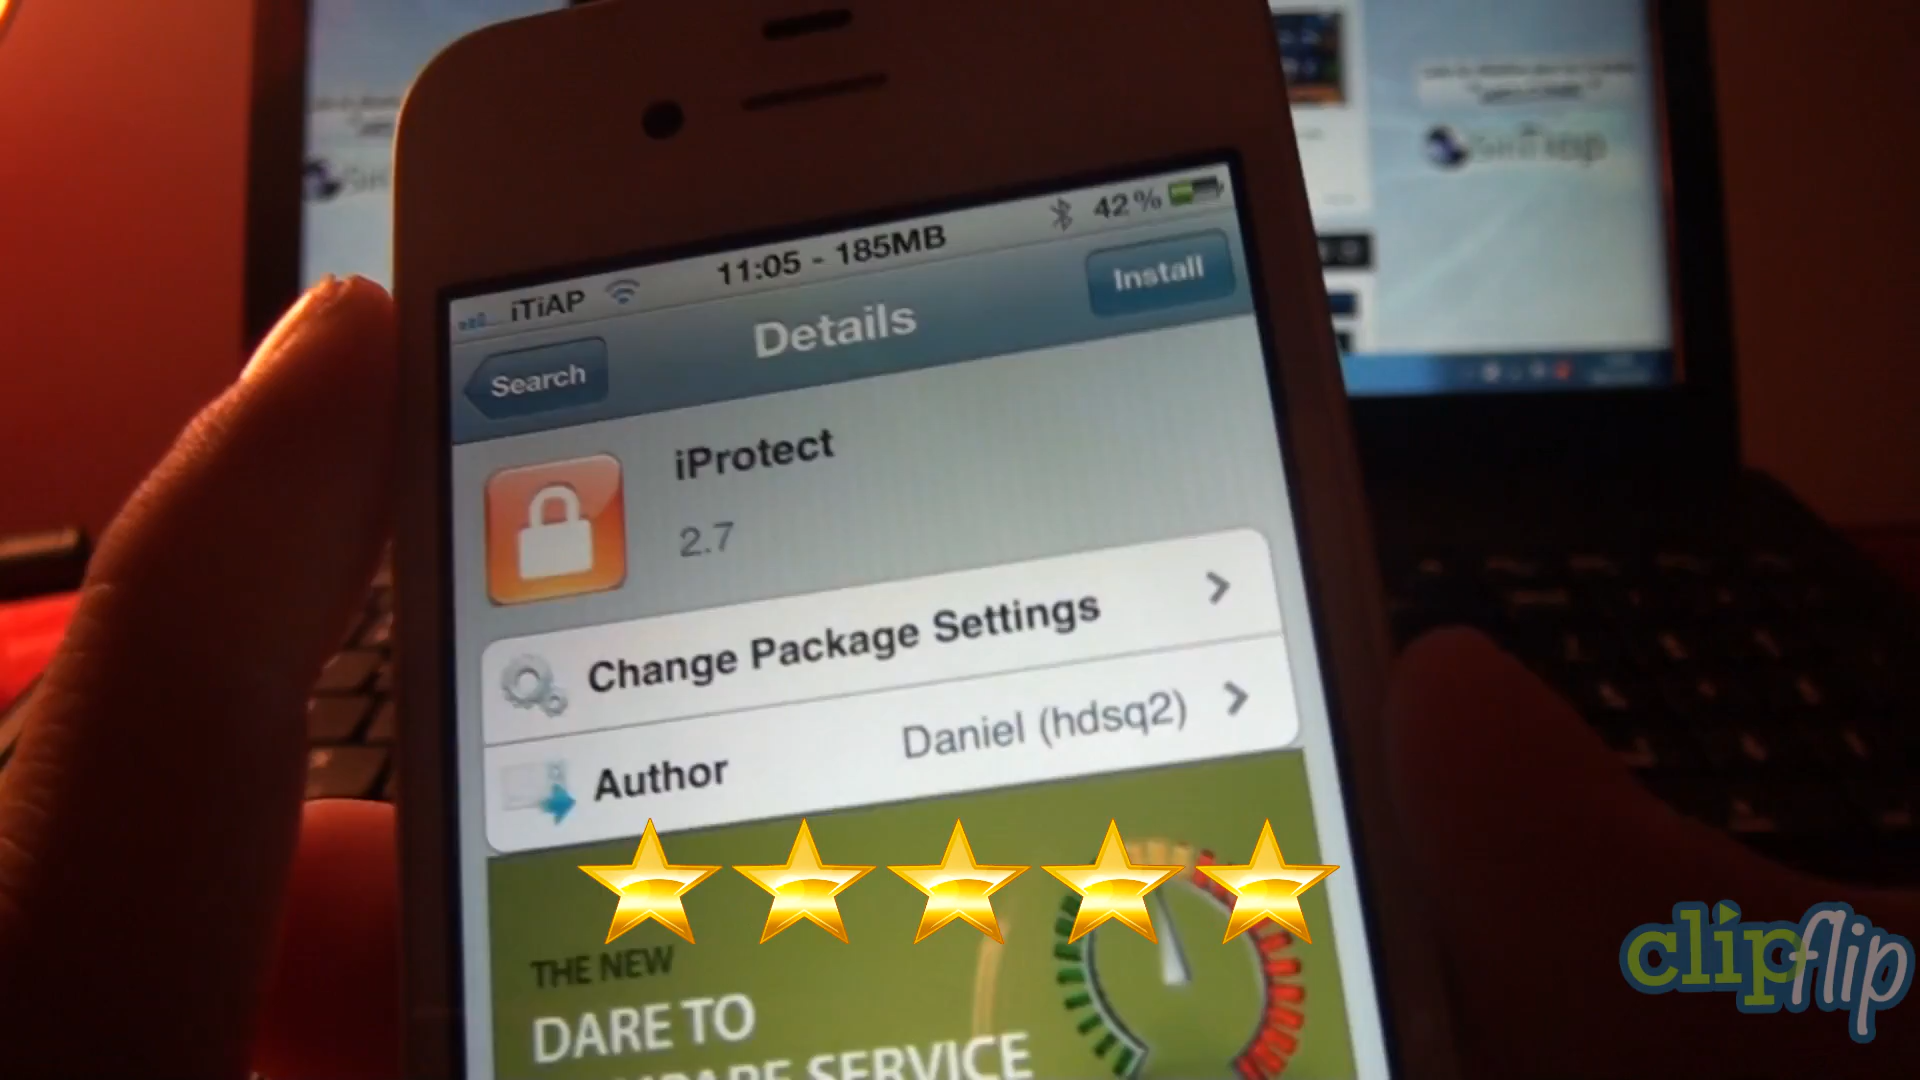 iTiAP 11:05 - 185MB 42%
Search Details Install
iProtect
2.7
Change Package Settings
Author Daniel (hdsq2)
THE NEW
DARE TO
SERVICE
clipflip